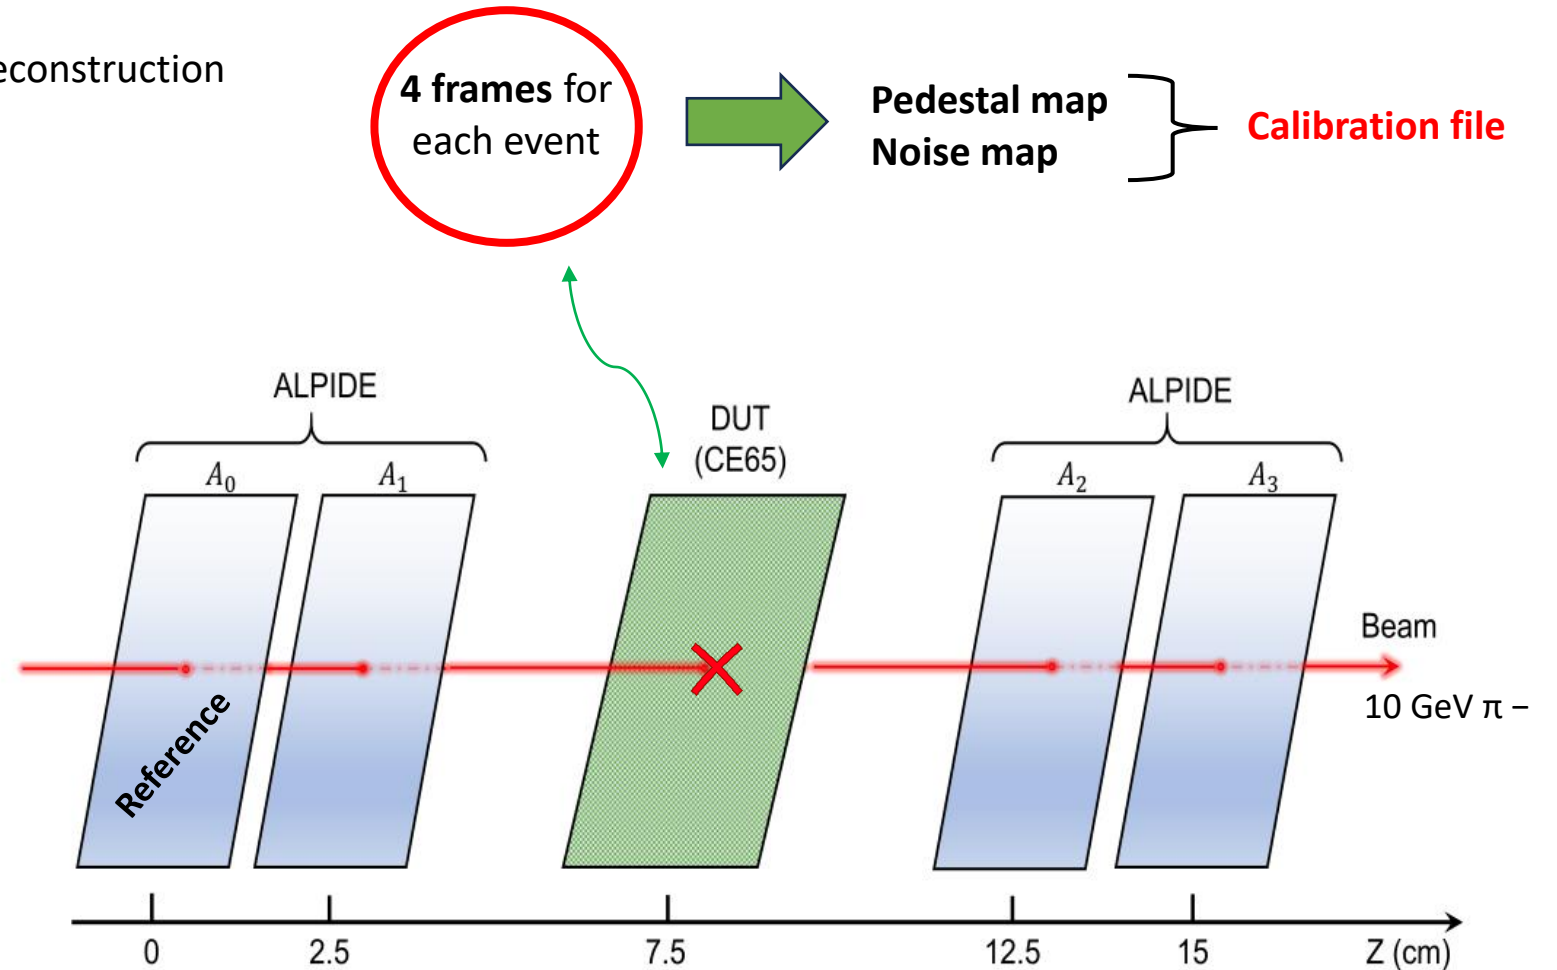 econstruction
4 frames for
each event
Pedestal map
Noise map
Calibration file
ALPIDE
DUT
(CE65)
ALPIDE
A₀
A₁
A₂
A₃
Beam
10 GeV π −
Reference
0
2.5
7.5
12.5
15
Z (cm)